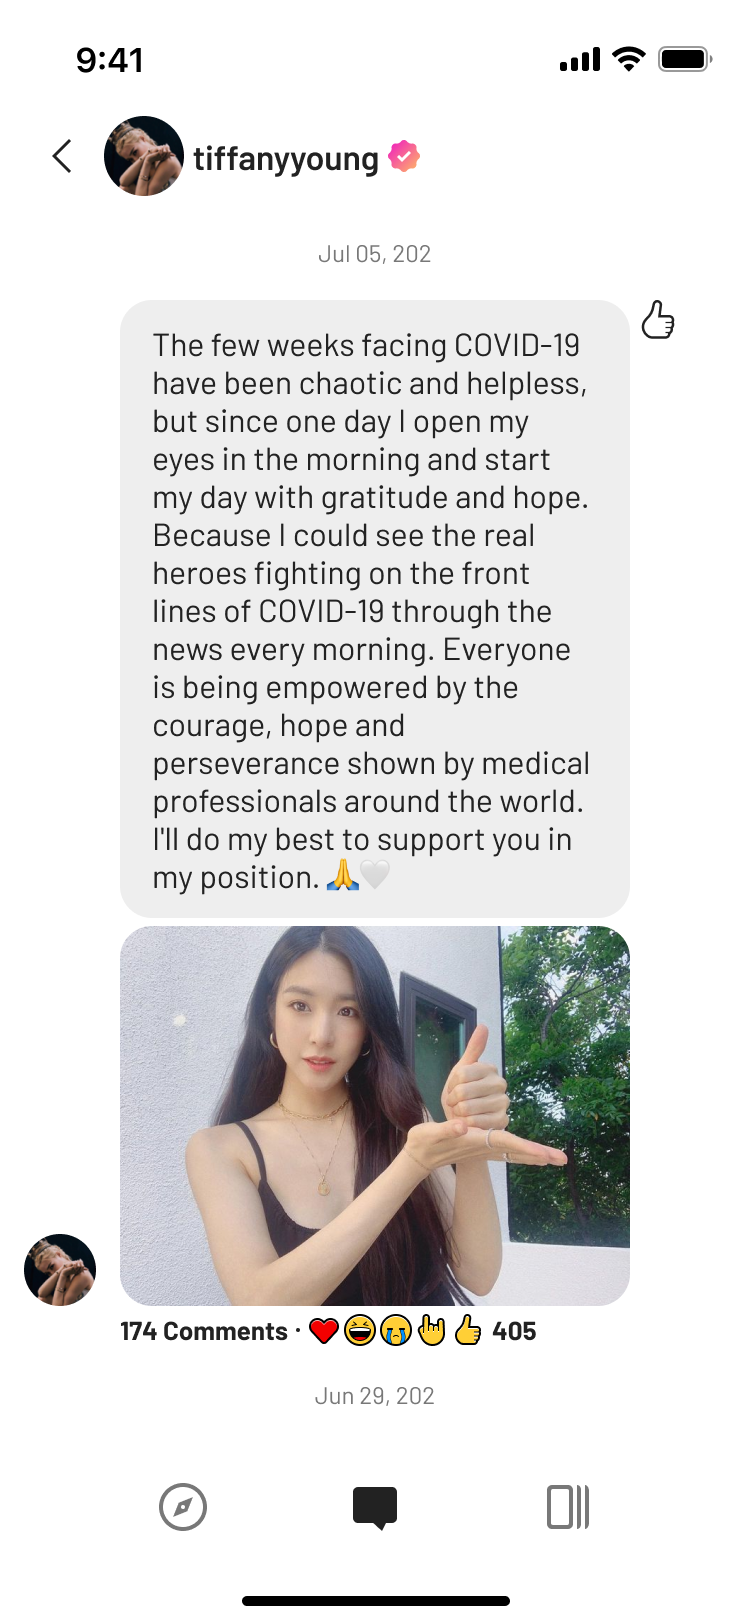 9:41
tiffanyyoung
Jul 05, 202
The few weeks facing COVID-19
have been chaotic and helpless,
but since one day I open my
eyes in the morning and start
my day with gratitude and hope.
Because I could see the real
heroes fighting on the front
lines of COVID-19 through the
news every morning. Everyone
is being empowered by the
courage, hope and
perseverance shown by medical
professionals around the world.
I'll do my best to support you in
my position. 🙏🤍
174 Comments · ❤️😆😭🤘👍 405
Jun 29, 202